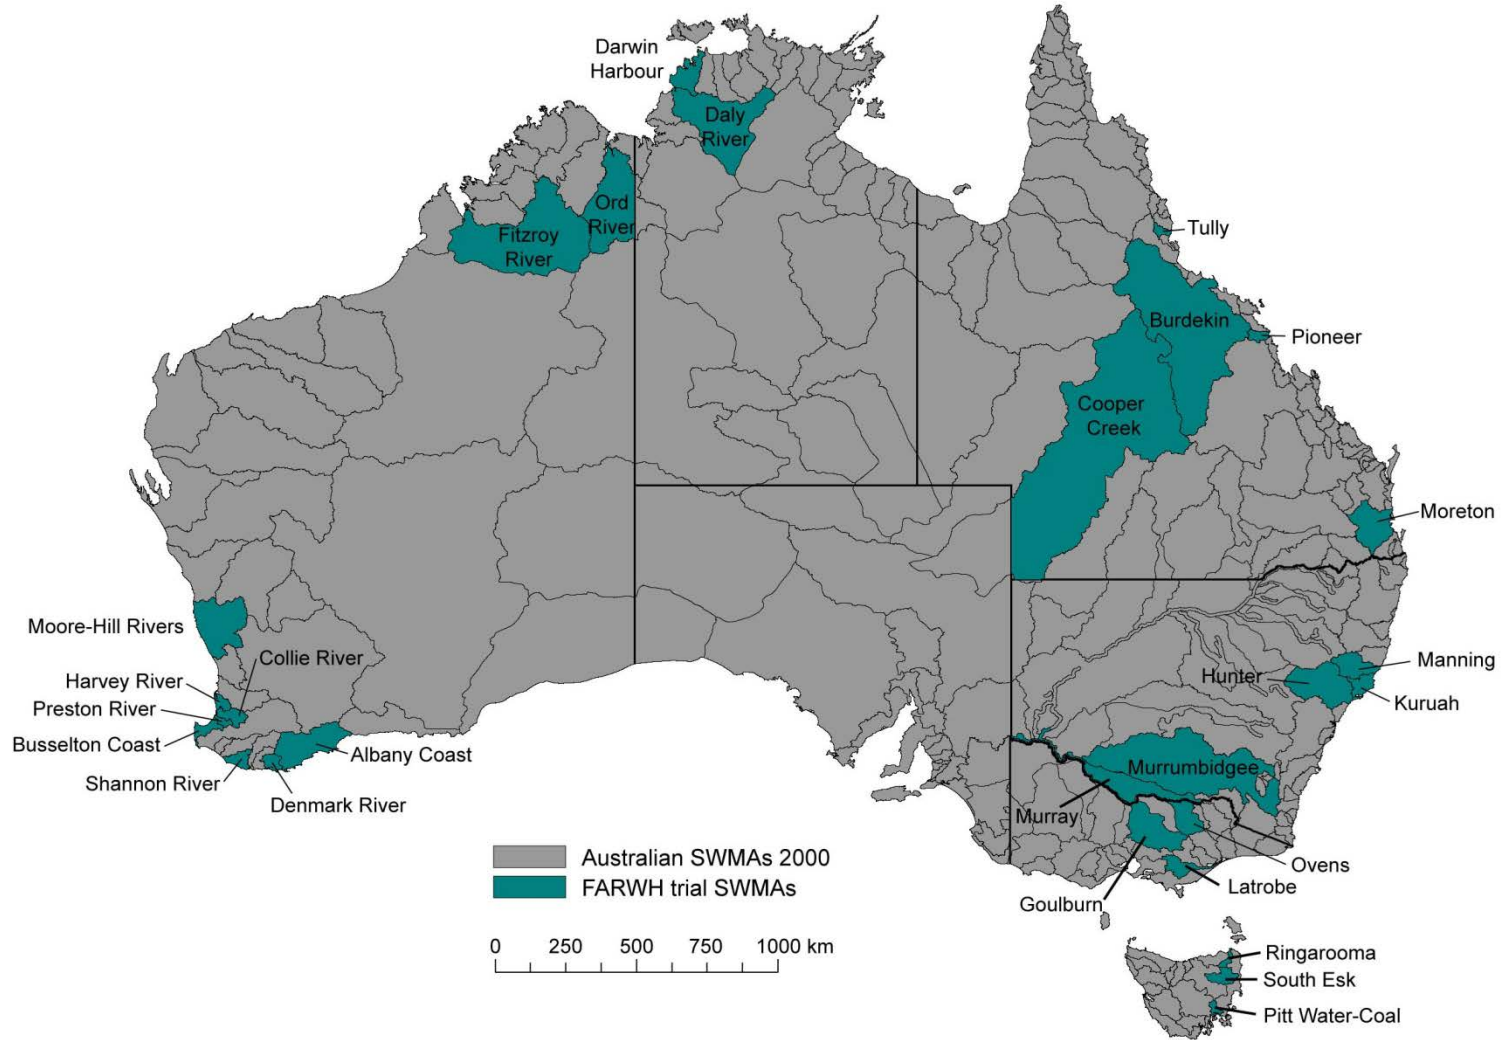 Darwin
Harbour
Daly
River
Ord
River
Fitzroy
River
Tully
Burdekin
Pioneer
Cooper
Creek
Moreton
Moore-Hill Rivers
Collie River
Harvey River
Preston River
Busselton Coast
Shannon River
Albany Coast
Denmark River
Manning
Hunter
Kuruah
Murrumbidgee
Murray
Ovens
Latrobe
Goulburn
Australian SWMAs 2000
FARWH trial SWMAs
0 250 500 750 1000 km
Ringarooma
South Esk
Pitt Water-Coal